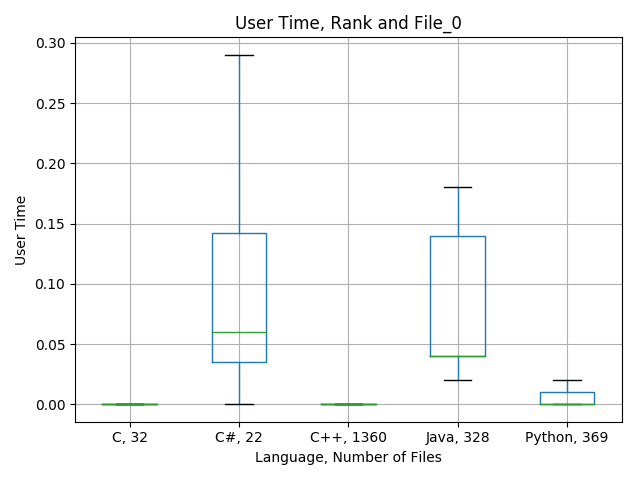 User Time, Rank and File_0
0.30
0.25
0.20
0.15
0.10
0.05
0.00
User Time
C, 32
C#, 22
C++, 1360
Java, 328
Python, 369
Language, Number of Files